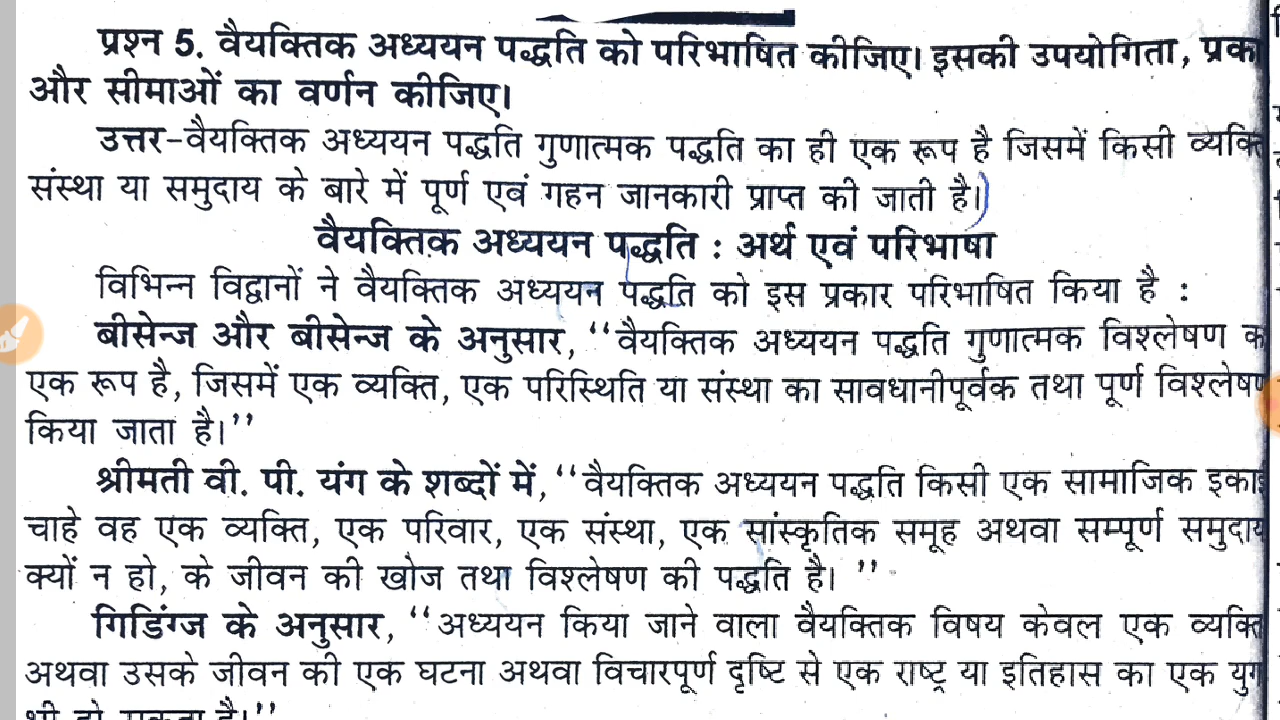 प्रश्न 5. वैयक्तिक अध्ययन पद्धति को परिभाषित कीजिए। इसकी उपयोगिता, प्रका
और सीमाओं का वर्णन कीजिए।
उत्तर-वैयक्तिक अध्ययन पद्धति गुणात्मक पद्धति का ही एक रूप है जिसमें किसी व्यक्ति
संस्था या समुदाय के बारे में पूर्ण एवं गहन जानकारी प्राप्त की जाती है।)
वैयक्तिक अध्ययन पद्धति : अर्थ एवं परिभाषा
विभिन्न विद्वानों ने वैयक्तिक अध्ययन पद्धति को इस प्रकार परिभाषित किया है :
बीसेन्ज और बीसेन्ज के अनुसार, ‘‘वैयक्तिक अध्ययन पद्धति गुणात्मक विश्लेषण क
एक रूप है, जिसमें एक व्यक्ति, एक परिस्थिति या संस्था का सावधानीपूर्वक तथा पूर्ण विश्लेषण
किया जाता है।’’
श्रीमती वी. पी. यंग के शब्दों में, ‘‘वैयक्तिक अध्ययन पद्धति किसी एक सामाजिक इकाई
चाहे वह एक व्यक्ति, एक परिवार, एक संस्था, एक सांस्कृतिक समूह अथवा सम्पूर्ण समुदाय
क्यों न हो, के जीवन की खोज तथा विश्लेषण की पद्धति है। ’’
गिडिंग्ज के अनुसार, ‘‘अध्ययन किया जाने वाला वैयक्तिक विषय केवल एक व्यक्ति
अथवा उसके जीवन की एक घटना अथवा विचारपूर्ण दृष्टि से एक राष्ट्र या इतिहास का एक युग
भी हो सकता है।’’